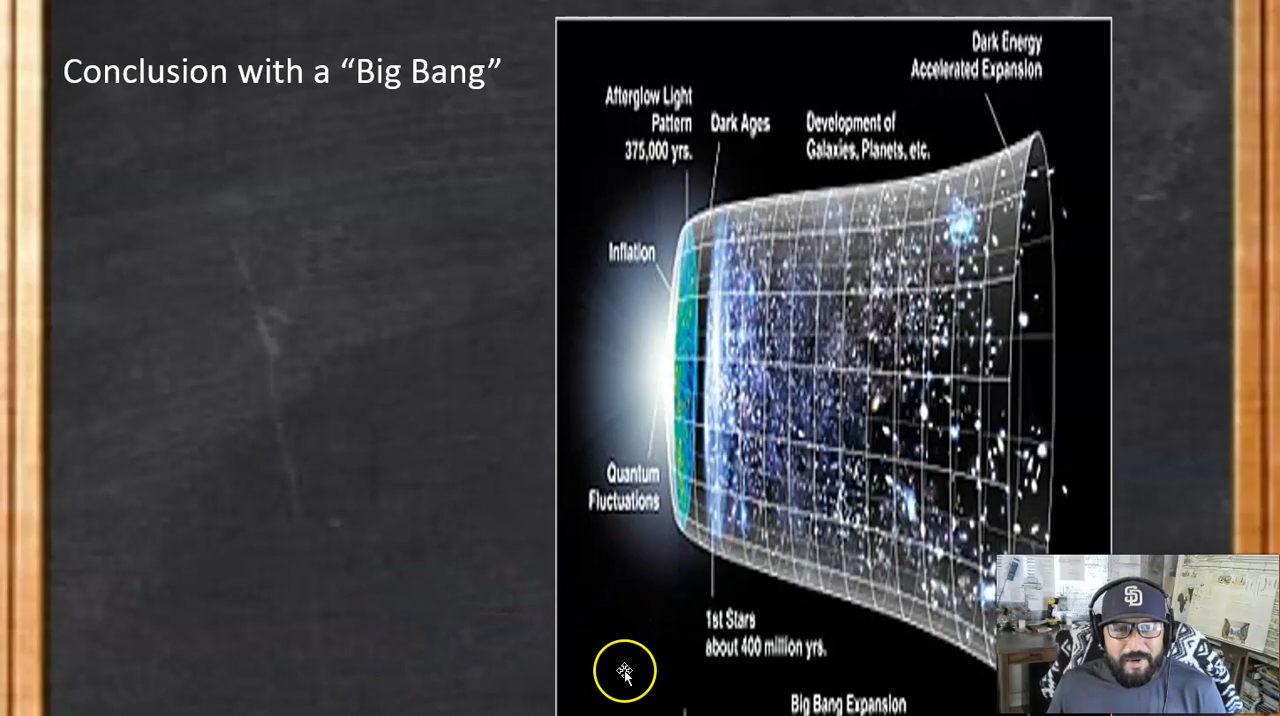 Conclusion with a “Big Bang”
Dark Energy
Accelerated Expansion
Afterglow Light
Pattern
375,000 yrs.
Dark Ages
Development of
Galaxies, Planets, etc.
Inflation
Quantum
Fluctuations
1st Stars
about 400 million yrs.
Big Bang Expansion
SD